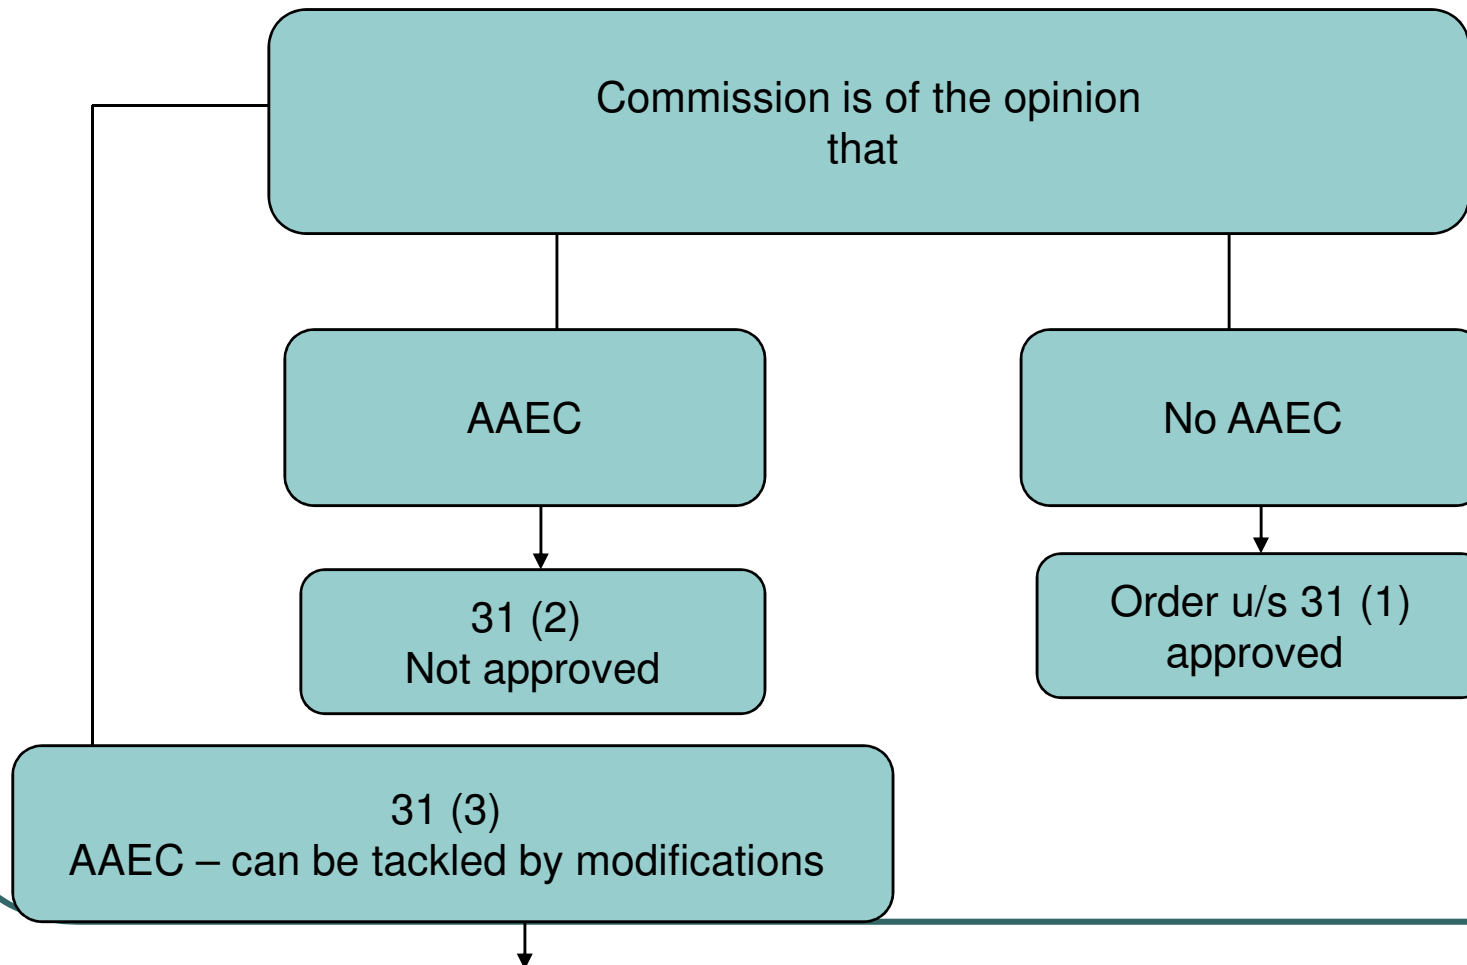 Commission is of the opinion
that
AAEC
No AAEC
31 (2)
Not approved
Order u/s 31 (1)
approved
31 (3)
AAEC – can be tackled by modifications